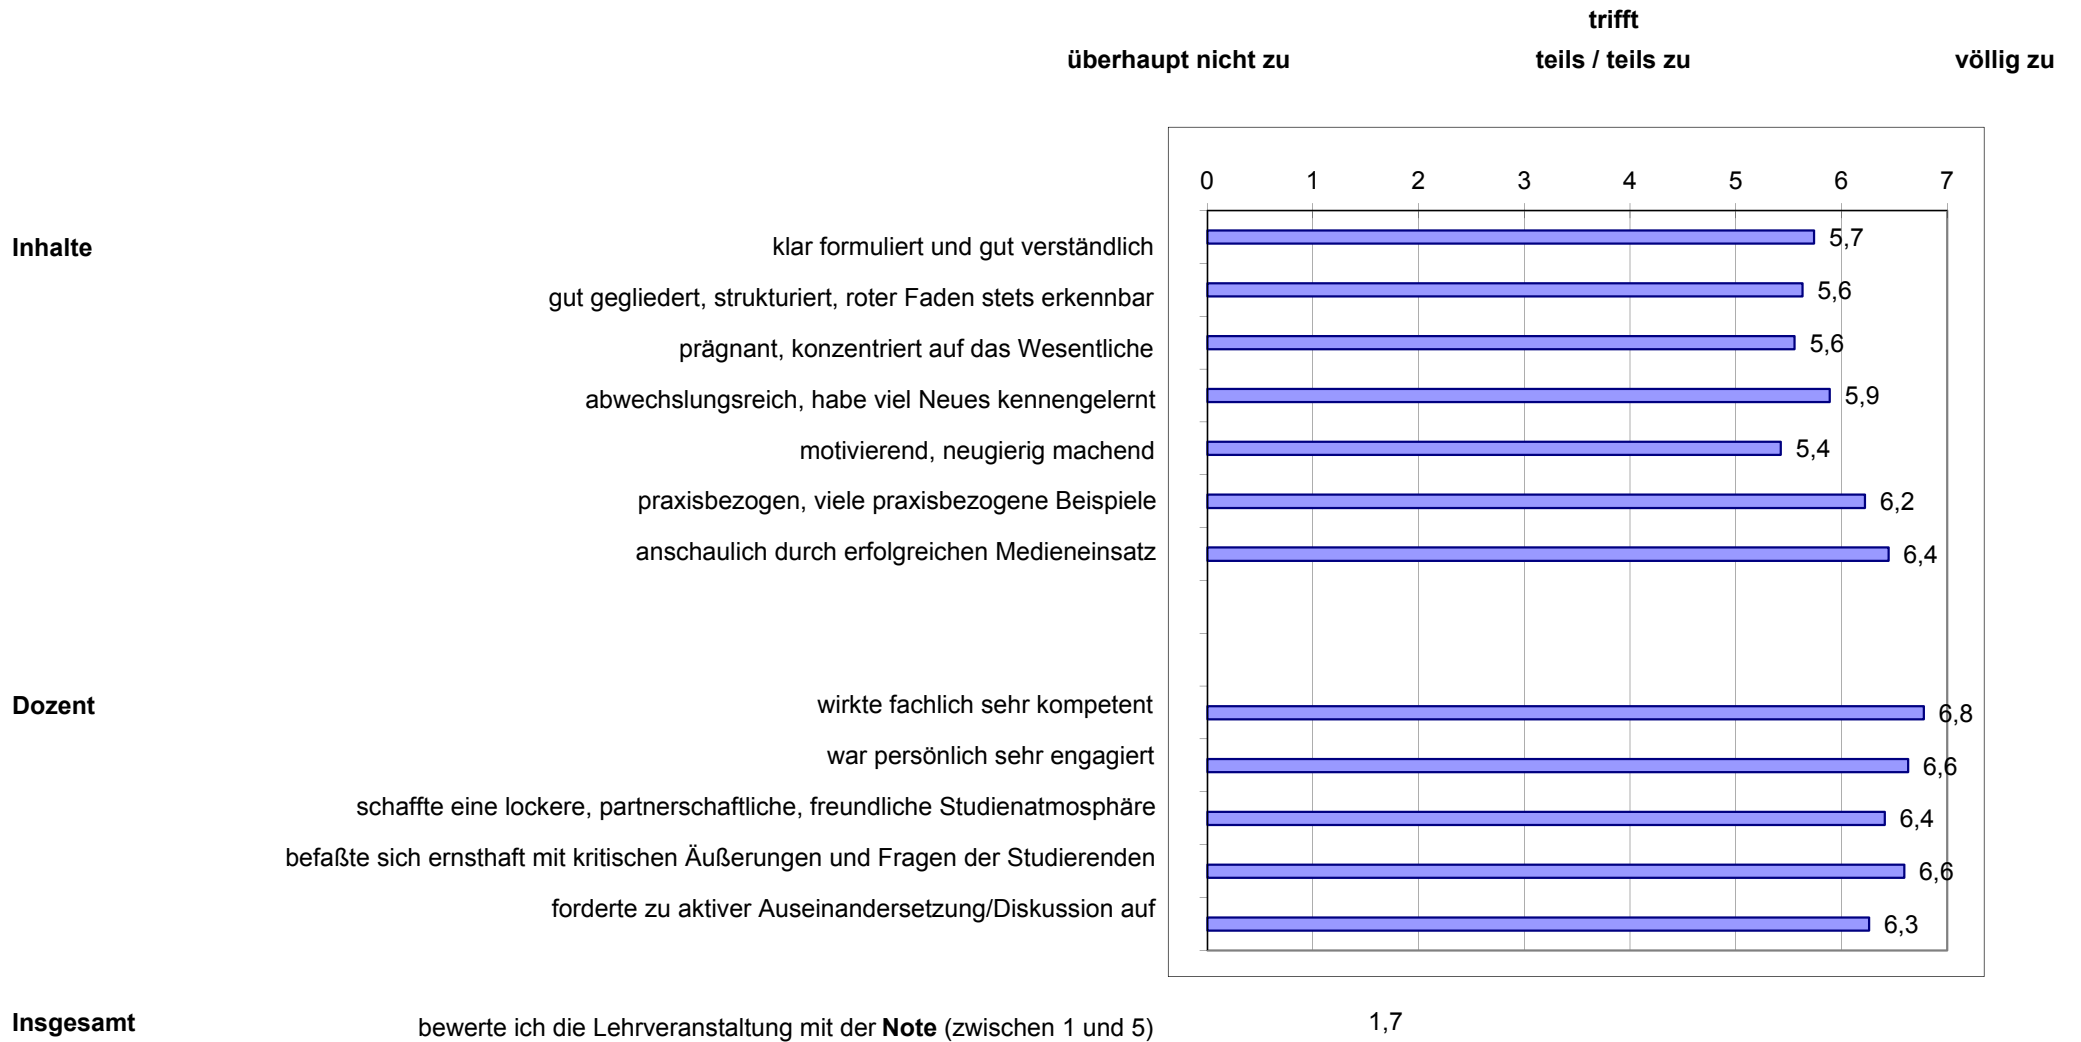 trifft
überhaupt nicht zu teils / teils zu völlig zu
0 1 2 3 4 5 6 7
Inhalte klar formuliert und gut verständlich 5,7
gut gegliedert, strukturiert, roter Faden stets erkennbar 5,6
prägnant, konzentriert auf das Wesentliche 5,6
abwechslungsreich, habe viel Neues kennengelernt 5,9
motivierend, neugierig machend 5,4
praxisbezogen, viele praxisbezogene Beispiele 6,2
anschaulich durch erfolgreichen Medieneinsatz 6,4
Dozent wirkte fachlich sehr kompetent 6,8
war persönlich sehr engagiert 6,6
schaffte eine lockere, partnerschaftliche, freundliche Studienatmosphäre 6,4
befaßte sich ernsthaft mit kritischen Äußerungen und Fragen der Studierenden 6,6
forderte zu aktiver Auseinandersetzung/Diskussion auf 6,3
Insgesamt bewerte ich die Lehrveranstaltung mit der Note (zwischen 1 und 5) 1,7